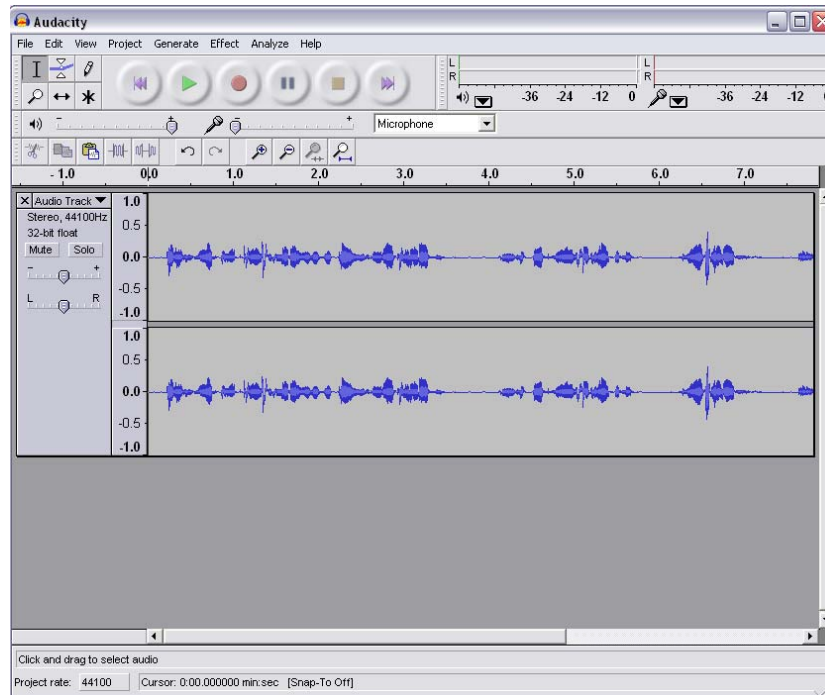 Audacity
File Edit View Project Generate Effect Analyze Help
L
R
-36 -24 -12 0
L
R
-36 -24 -12
- +
- +
Microphone
- 1.0 0.0 1.0 2.0 3.0 4.0 5.0 6.0 7.0
X Audio Track
Stereo, 44100Hz
32-bit float
Mute Solo
- +
L R
1.0
0.5
0.0
-0.5
-1.0
1.0
0.5
0.0
-0.5
-1.0
Click and drag to select audio
Project rate: 44100 Cursor: 0:00.000000 min:sec [Snap-To Off]